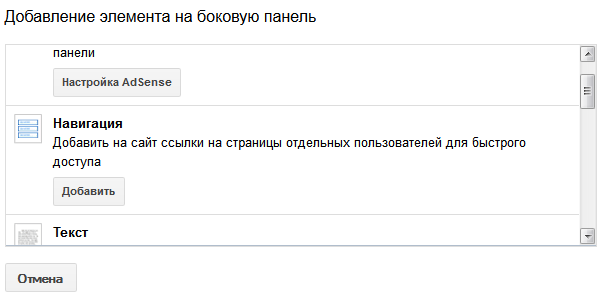 Добавление элемента на боковую панель
панели
Настройка AdSense
Навигация
Добавить на сайт ссылки на страницы отдельных пользователей для быстрого
доступа
Добавить
Текст
Отмена